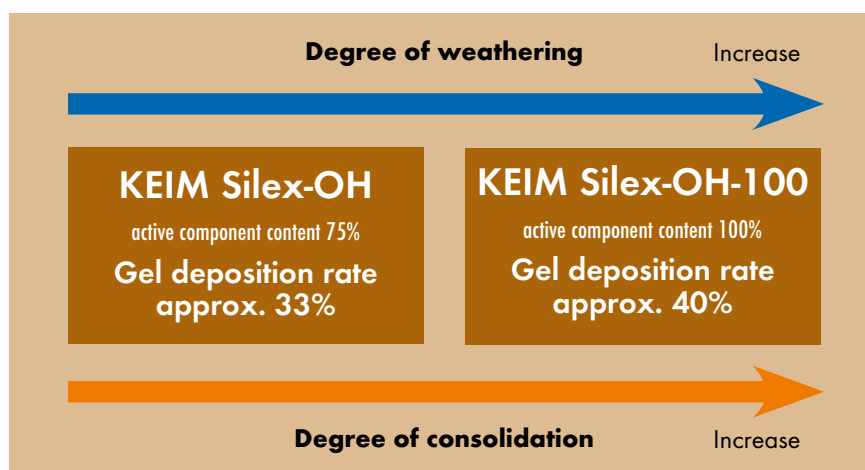 Degree of weathering Increase
KEIM Silex-OH
active component content 75%
Gel deposition rate
approx. 33%
KEIM Silex-OH-100
active component content 100%
Gel deposition rate
approx. 40%
Degree of consolidation Increase